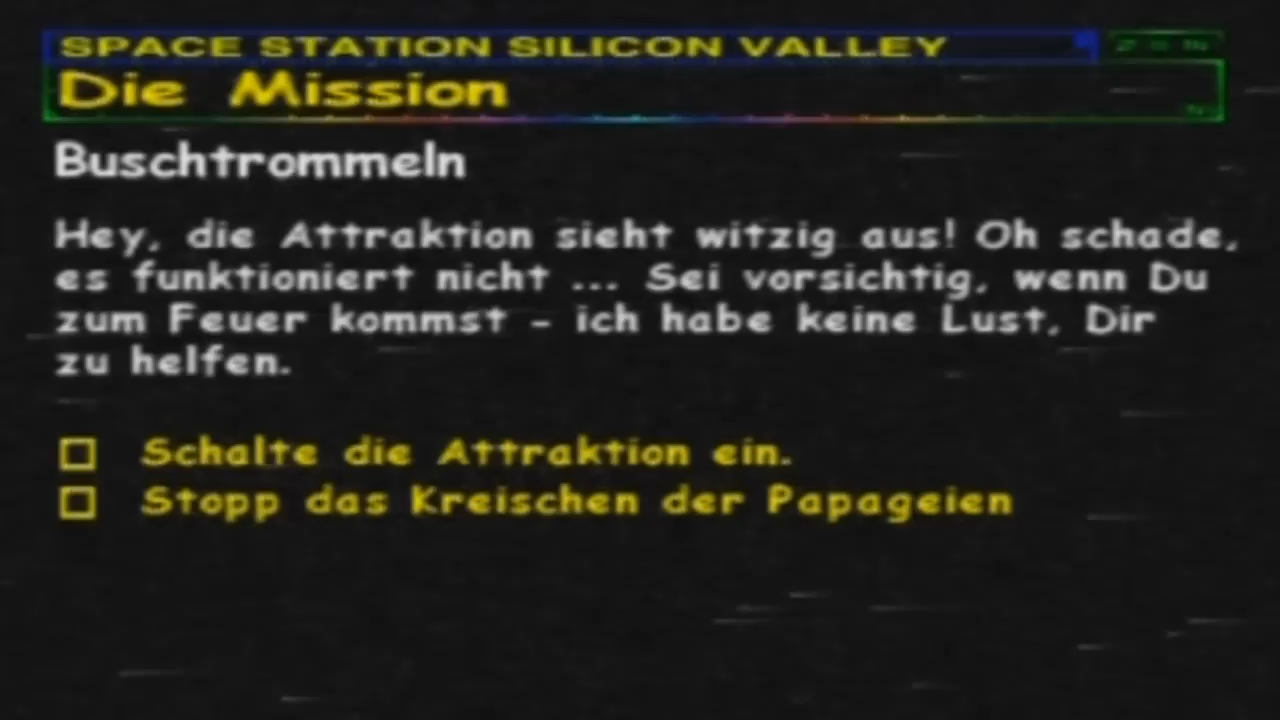 SPACE STATION SILICON VALLEY
Die Mission
Buschtrommeln
Hey, die Attraktion sieht witzig aus! Oh schade,
es funktioniert nicht ... Sei vorsichtig, wenn Du
zum Feuer kommst - ich habe keine Lust, Dir
zu helfen.
Schalte die Attraktion ein.
Stopp das Kreischen der Papageien